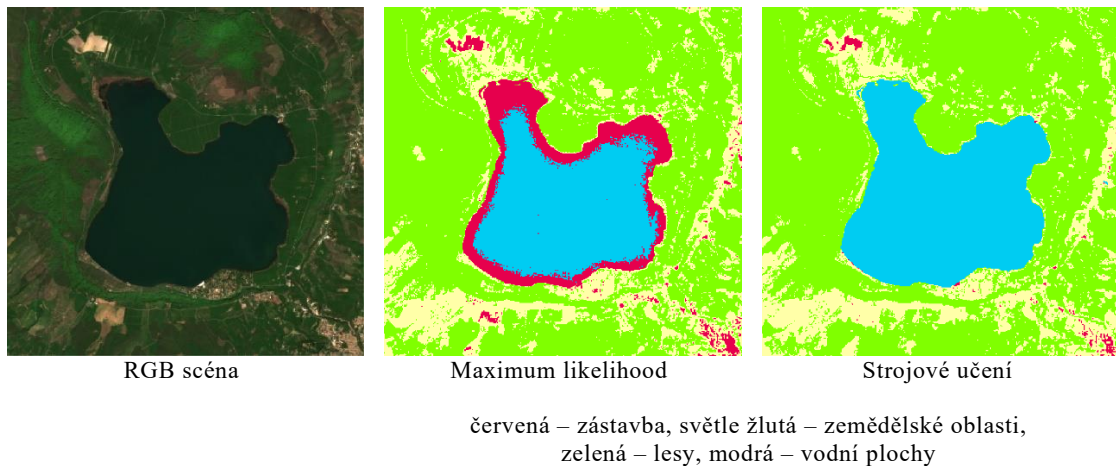 RGB scéna
Maximum likelihood
Strojové učení
červená – zástavba, světle žlutá – zemědělské oblasti,
zelená – lesy, modrá – vodní plochy